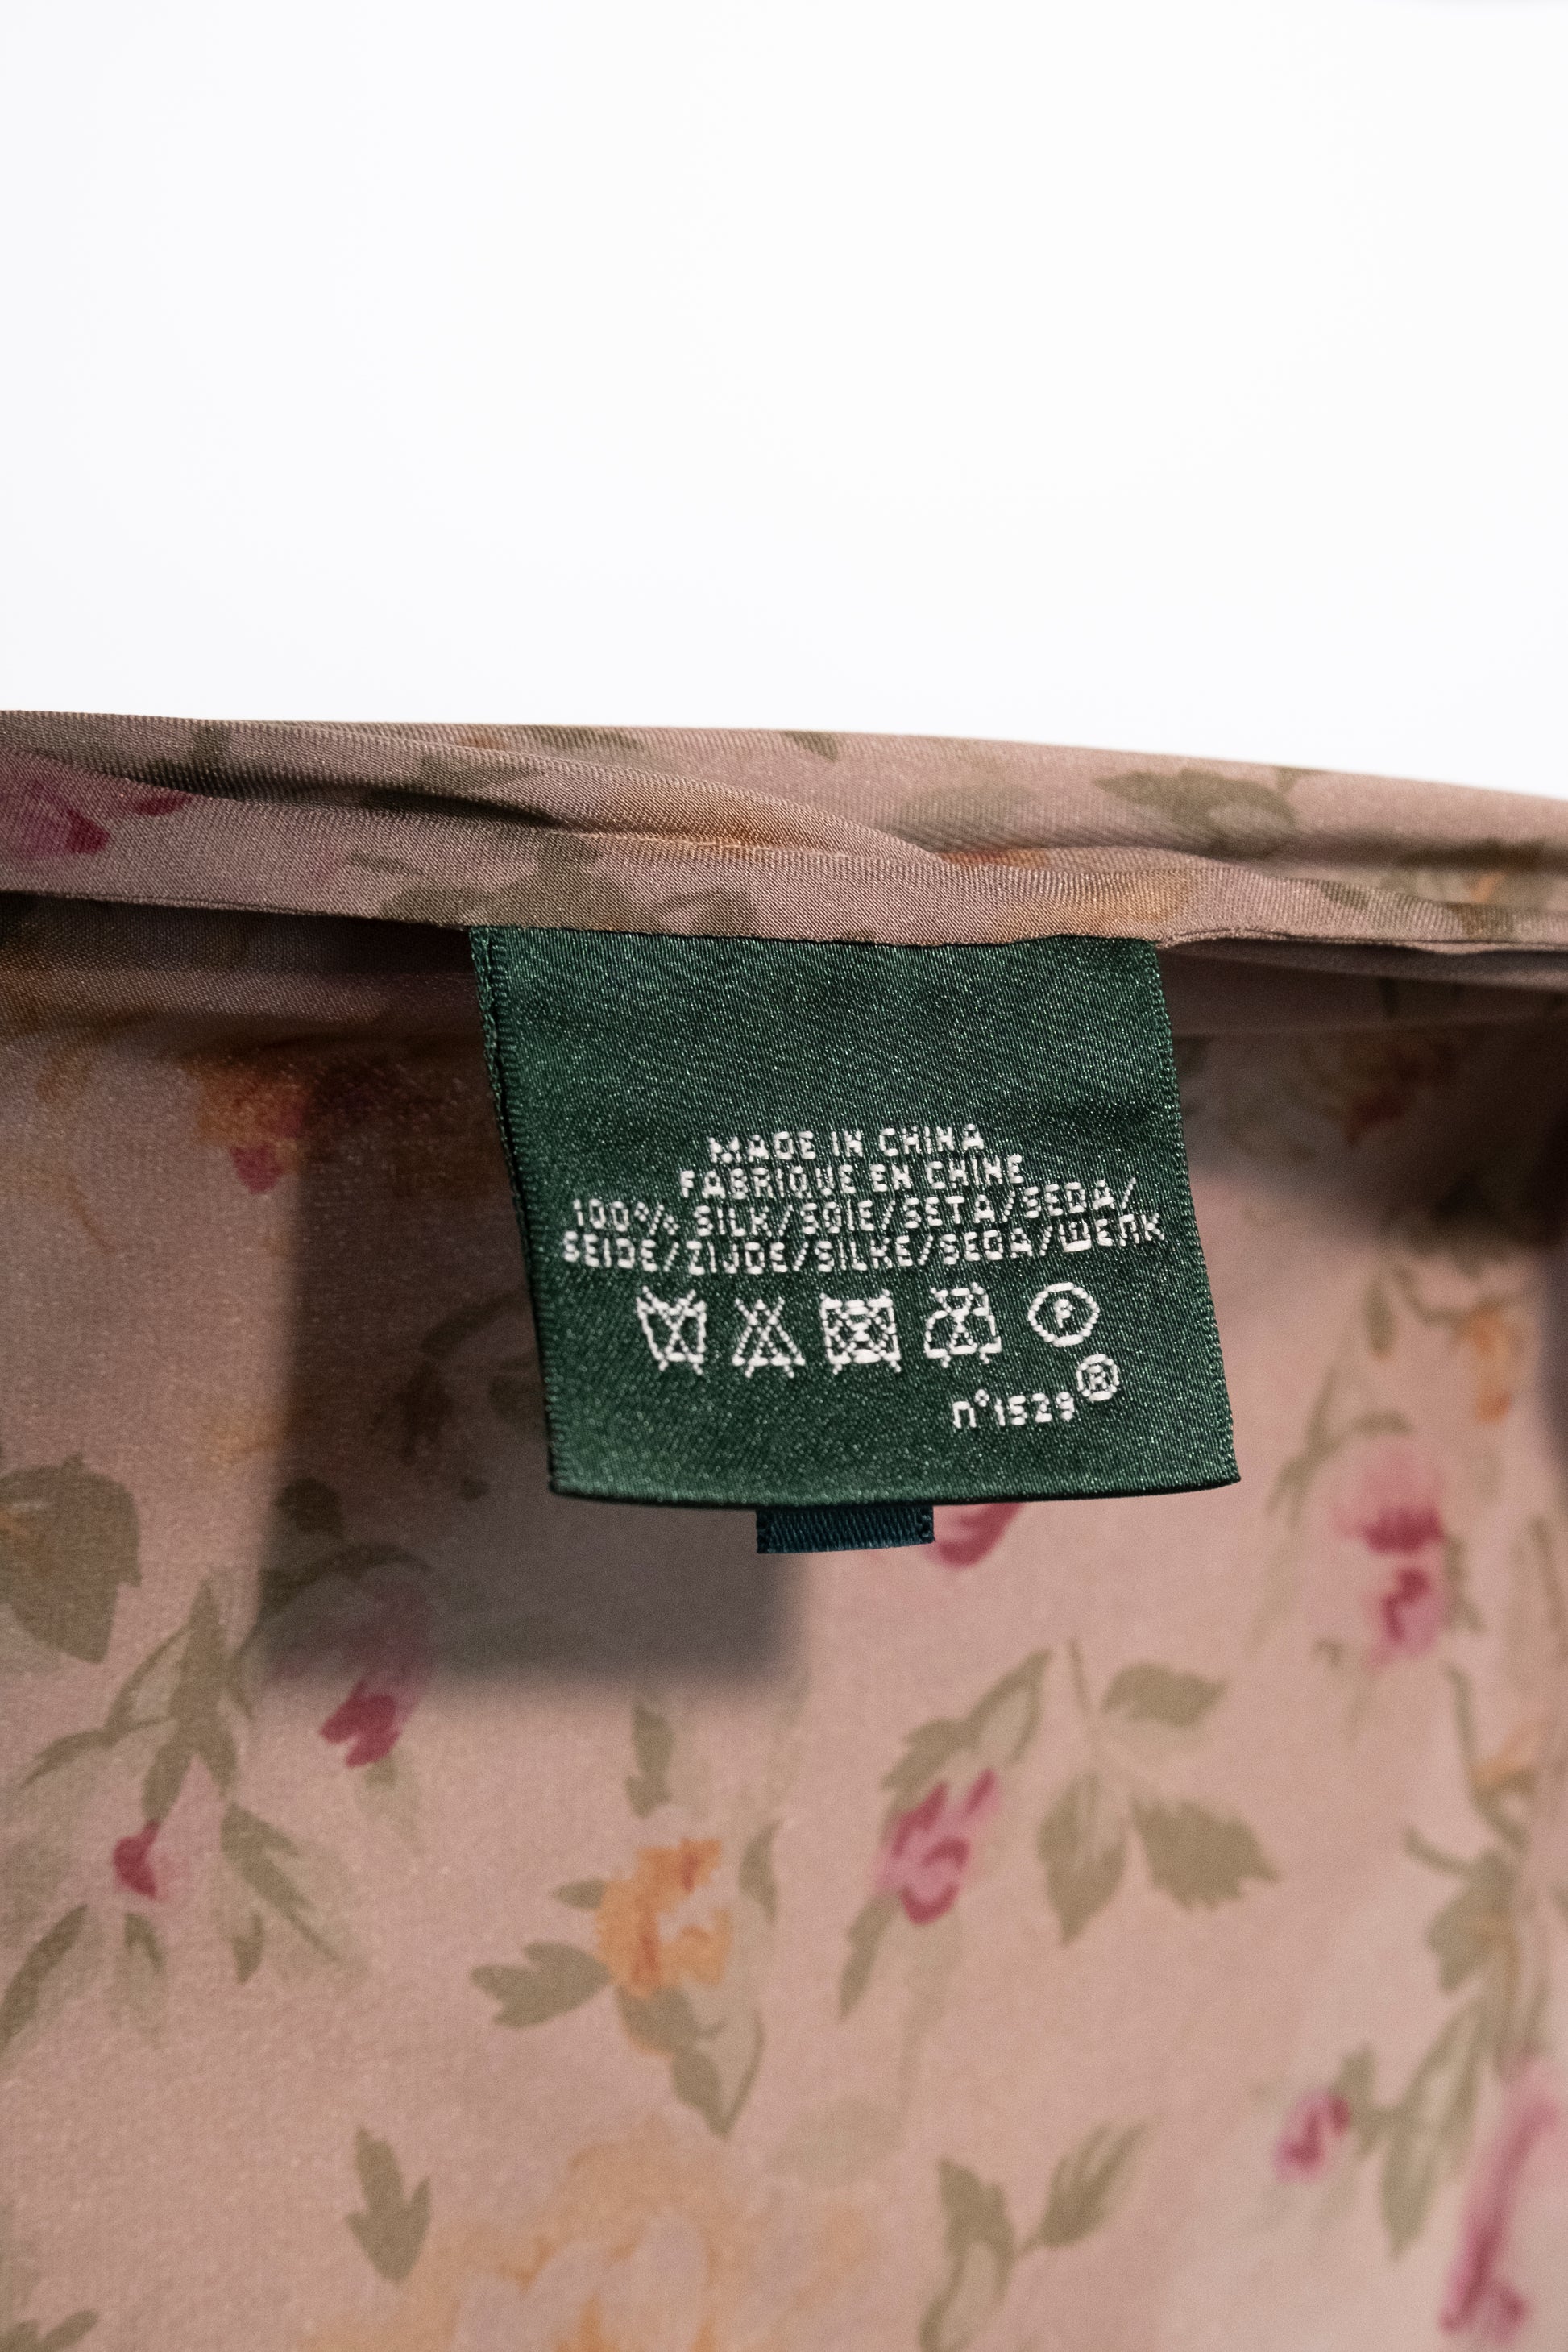 MADE IN CHINA
FABRIQUE EN CHINE
100% SILK/SOIE/SETA/SEDA/
SEIDE/ZIJDE/SILKE/SEDA/ШЕЛК
P
n°1529®